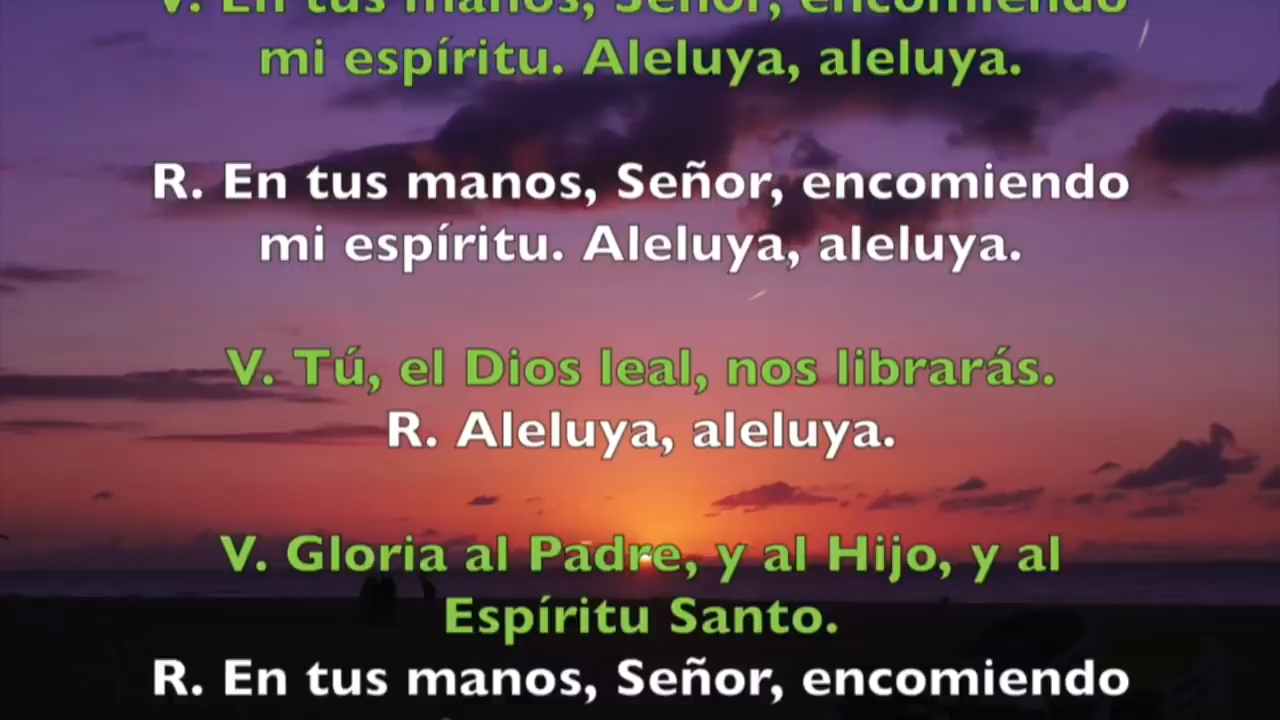 V. En tus manos, Señor, encomiendo
mi espíritu. Aleluya, aleluya.
R. En tus manos, Señor, encomiendo
mi espíritu. Aleluya, aleluya.
V. Tú, el Dios leal, nos librarás.
R. Aleluya, aleluya.
V. Gloria al Padre, y al Hijo, y al
Espíritu Santo.
R. En tus manos, Señor, encomiendo